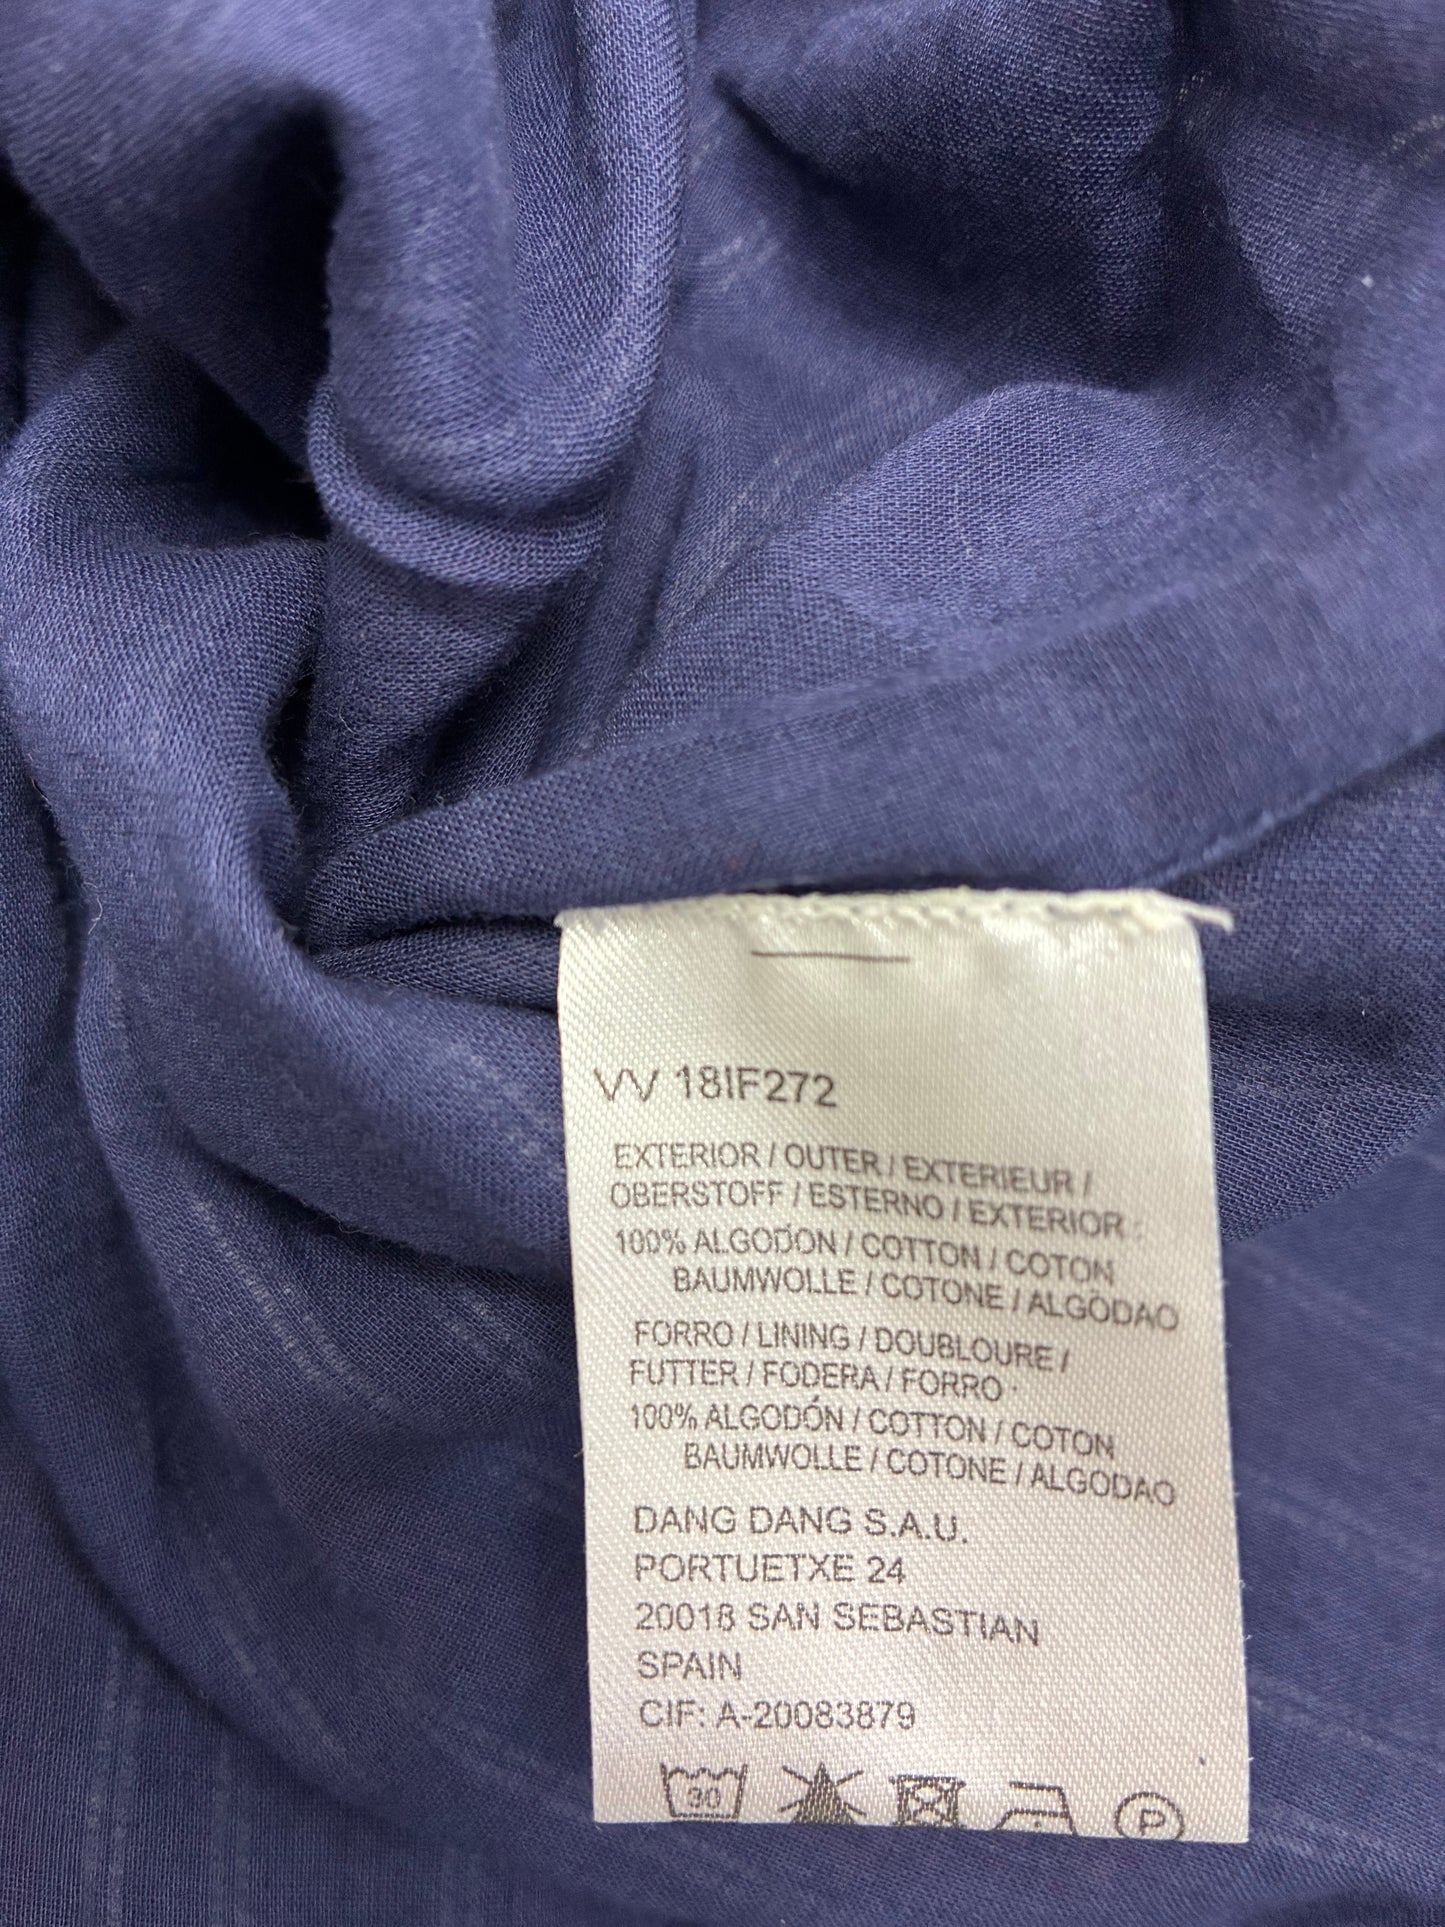 VV 18IF272
EXTERIOR / OUTER / EXTERIEUR /
OBERSTOFF / ESTERNO / EXTERIOR :
100% ALGODÓN / COTTON / COTON
BAUMWOLLE / COTONE / ALGODAO
FORRO / LINING / DOUBLOURE /
FUTTER / FODERA / FORRO :
100% ALGODÓN / COTTON / COTON
BAUMWOLLE / COTONE / ALGODAO
DANG DANG S.A.U.
PORTUETXE 24
20018 SAN SEBASTIAN
SPAIN
CIF: A-20083879
30 P